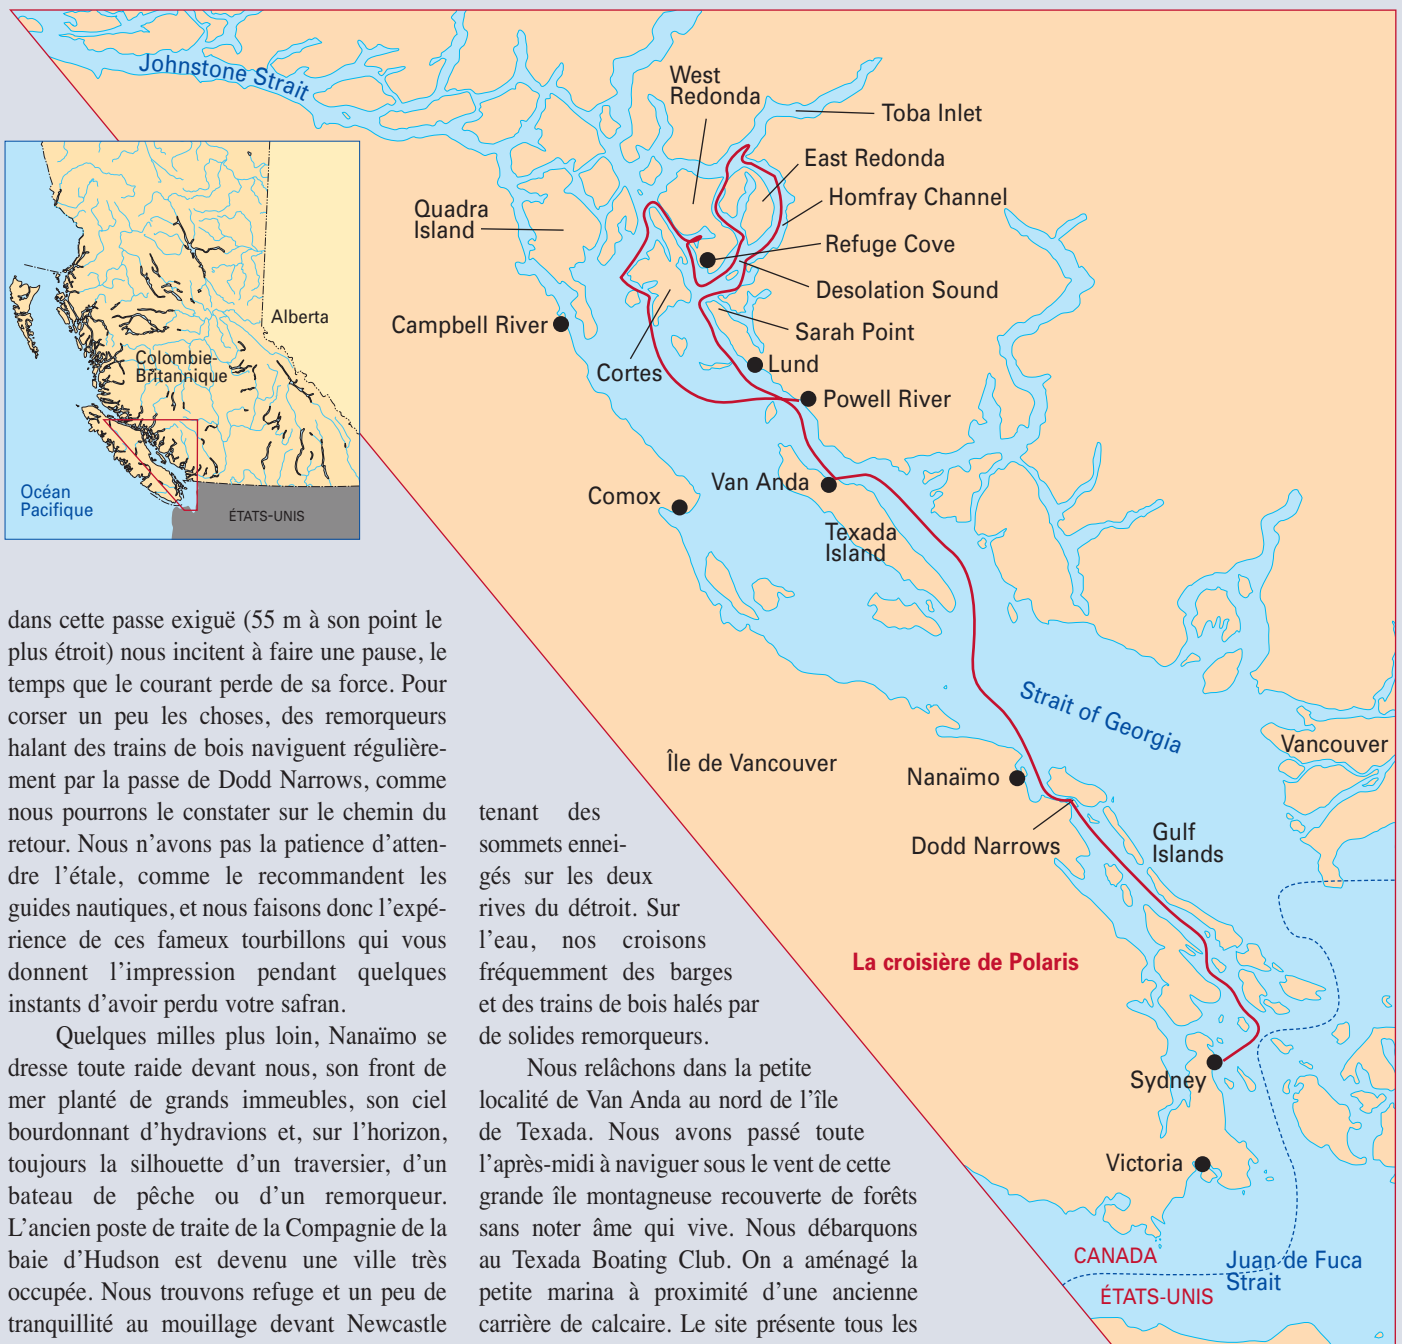 Johnstone Strait
West
Redonda
Toba Inlet
East Redonda
Homfray Channel
Quadra
Island
Refuge Cove
Desolation Sound
Campbell River
Sarah Point
Cortes
Lund
Powell River
Van Anda
Comox
Texada
Island
Strait of Georgia
Vancouver
Île de Vancouver
Nanaïmo
Dodd Narrows
Gulf
Islands
La croisière de Polaris
Sydney
Victoria
CANADA
ÉTATS-UNIS
Juan de Fuca
Strait
Alberta
Colombie-
Britannique
Océan
Pacifique
ÉTATS-UNIS
dans cette passe exiguë (55 m à son point le
plus étroit) nous incitent à faire une pause, le
temps que le courant perde de sa force. Pour
corser un peu les choses, des remorqueurs
halant des trains de bois naviguent régulière-
ment par la passe de Dodd Narrows, comme
nous pourrons le constater sur le chemin du
retour. Nous n’avons pas la patience d’atten-
dre l’étale, comme le recommandent les
guides nautiques, et nous faisons donc l’expé-
rience de ces fameux tourbillons qui vous
donnent l’impression pendant quelques
instants d’avoir perdu votre safran.
Quelques milles plus loin, Nanaïmo se
dresse toute raide devant nous, son front de
mer planté de grands immeubles, son ciel
bourdonnant d’hydravions et, sur l’horizon,
toujours la silhouette d’un traversier, d’un
bateau de pêche ou d’un remorqueur.
L’ancien poste de traite de la Compagnie de la
baie d’Hudson est devenu une ville très
occupée. Nous trouvons refuge et un peu de
tranquillité au mouillage devant Newcastle
tenant des
sommets ennei-
gés sur les deux
rives du détroit. Sur
l’eau, nos croisons
fréquemment des barges
et des trains de bois halés par
de solides remorqueurs.
Nous relâchons dans la petite
localité de Van Anda au nord de l’île
de Texada. Nous avons passé toute
l’après-midi à naviguer sous le vent de cette
grande île montagneuse recouverte de forêts
sans noter âme qui vive. Nous débarquons
au Texada Boating Club. On a aménagé la
petite marina à proximité d’une ancienne
carrière de calcaire. Le site présente tous les